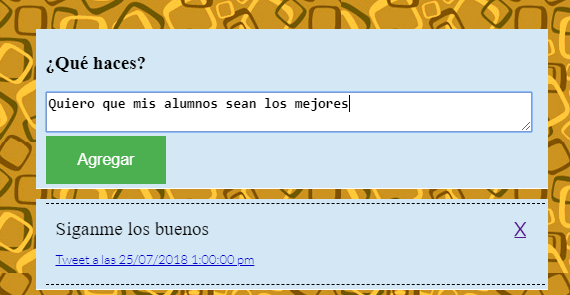 ¿Qué haces?
Quiero que mis alumnos sean los mejores
Agregar
Siganme los buenos
X
Tweet a las 25/07/2018 1:00:00 pm